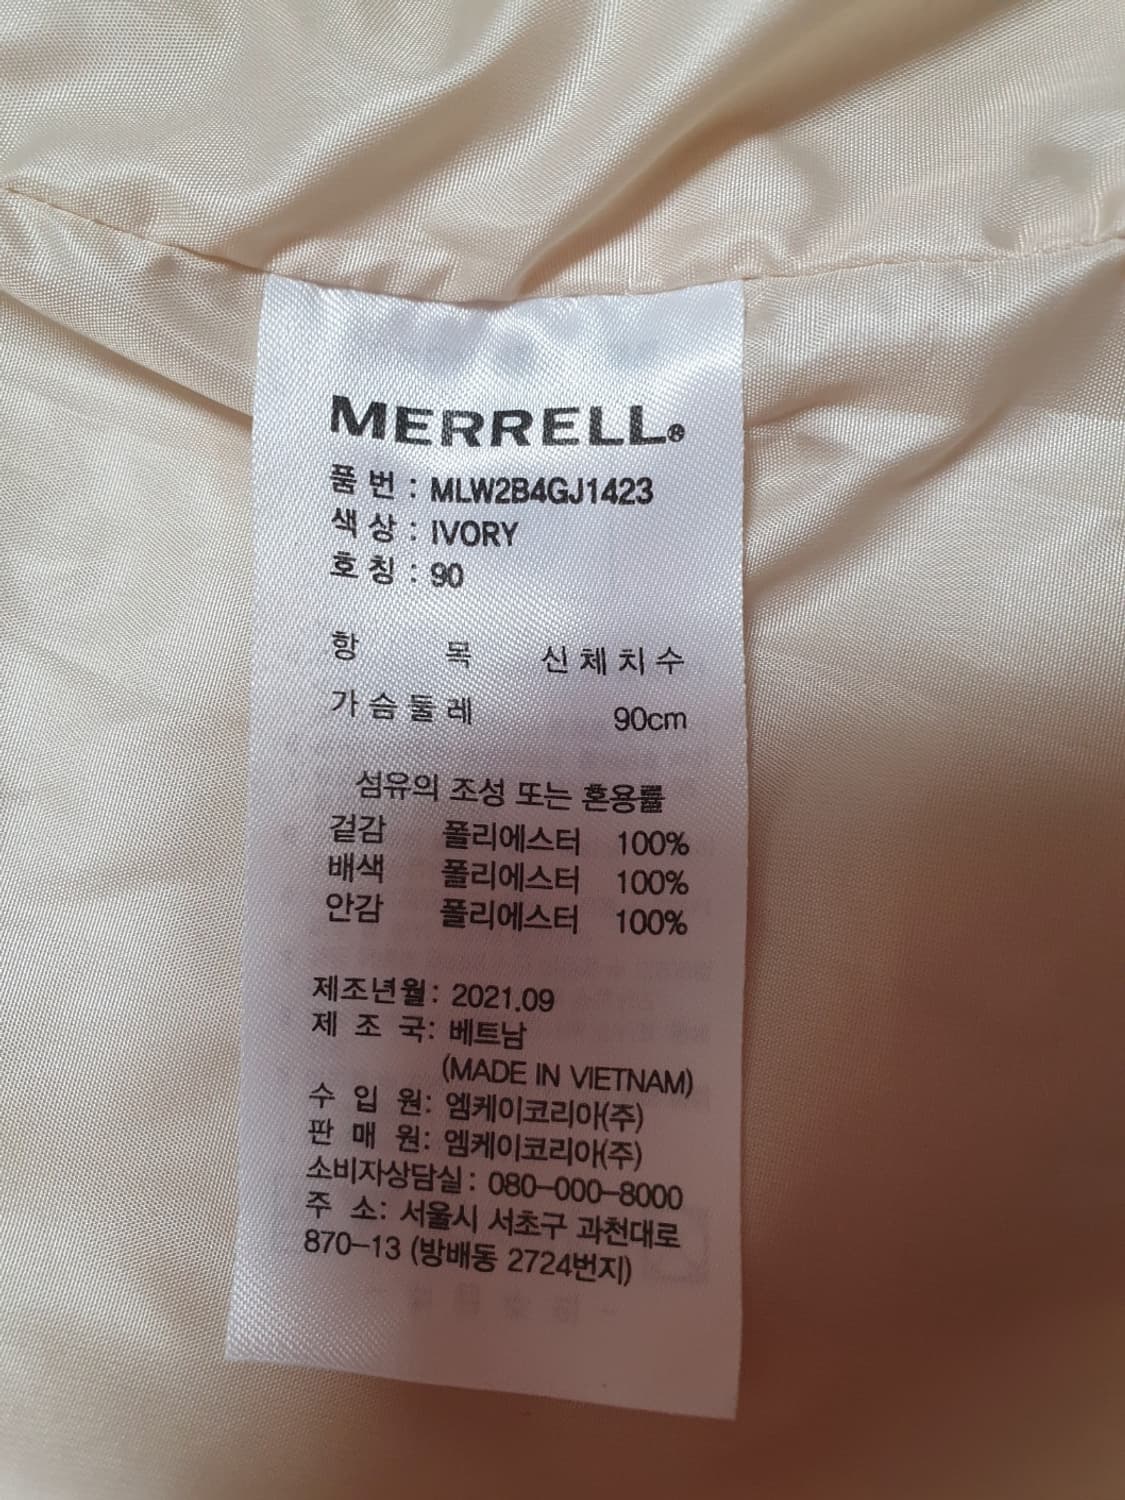 MERRELL®
품 번 : MLW2B4GJ1423
색 상 : IVORY
호 칭 : 90
항 목 신 체 치 수
가 슴 둘 레 90cm
섬유의 조성 또는 혼용률
겉감 폴리에스터 100%
배색 폴리에스터 100%
안감 폴리에스터 100%
제조년월: 2021.09
제 조 국: 베트남
(MADE IN VIETNAM)
수 입 원: 엠케이코리아(주)
판 매 원: 엠케이코리아(주)
소비자상담실: 080-000-8000
주 소: 서울시 서초구 과천대로
870-13 (방배동 2724번지)